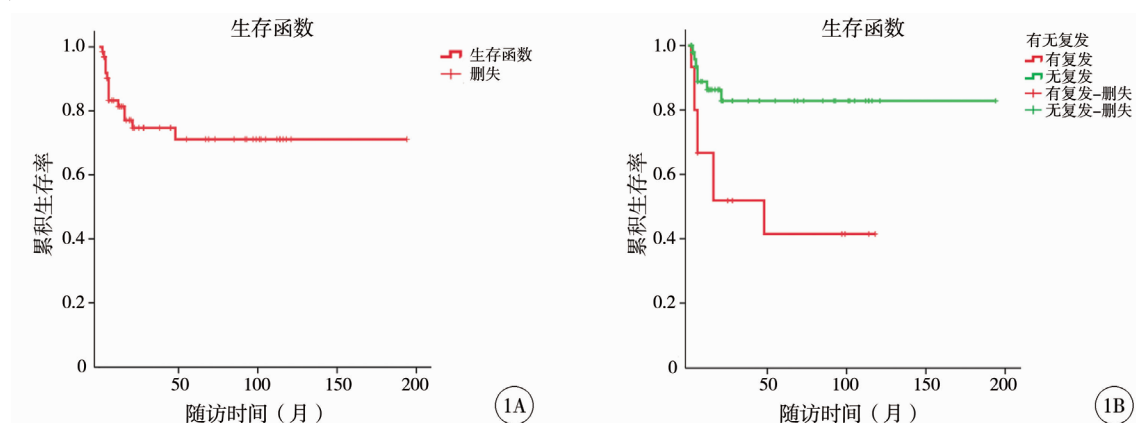 生存函数
1.0
0.8
0.6
0.4
0.2
0
累积生存率
50
100
150
200
随访时间（月）
生存函数
删失
1A
生存函数
1.0
0.8
0.6
0.4
0.2
0
累积生存率
50
100
150
200
随访时间（月）
有无复发
有复发
无复发
有复发-删失
无复发-删失
1B